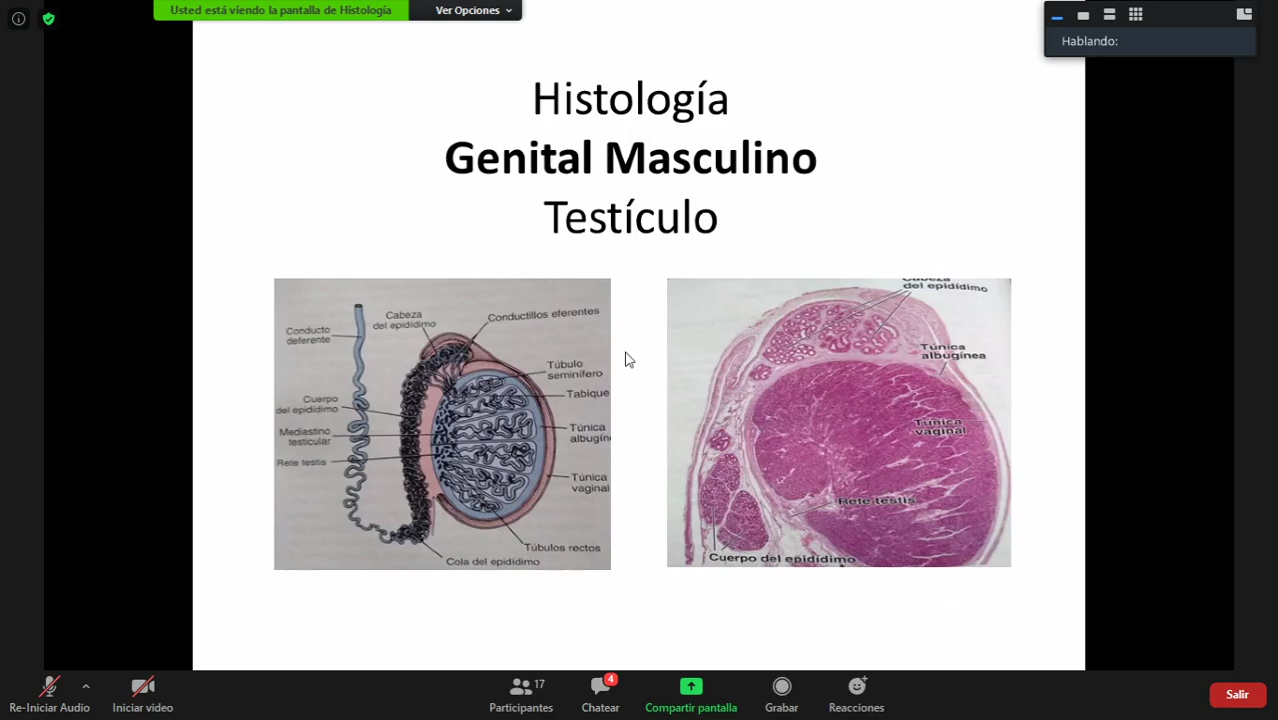 Usted está viendo la pantalla de Histología
Ver Opciones
Hablando:
Histología
Genital Masculino
Testículo
Conducto
deferente
Cabeza
del epidídimo
Conductillos eferentes
Túbulo
seminífero
Tabique
Cuerpo
del epidídimo
Mediastino
testicular
Túnica
albugín
Rete testis
Túnica
vaginal
Túbulos rectos
Cola del epidídimo
Cabeza
del epidídimo
Túnica
albugínea
Túnica
vaginal
Rete testis
Cuerpo del epidídimo
Re-Iniciar Audio
Iniciar video
17
Participantes
4
Chatear
Compartir pantalla
Grabar
Reacciones
Salir